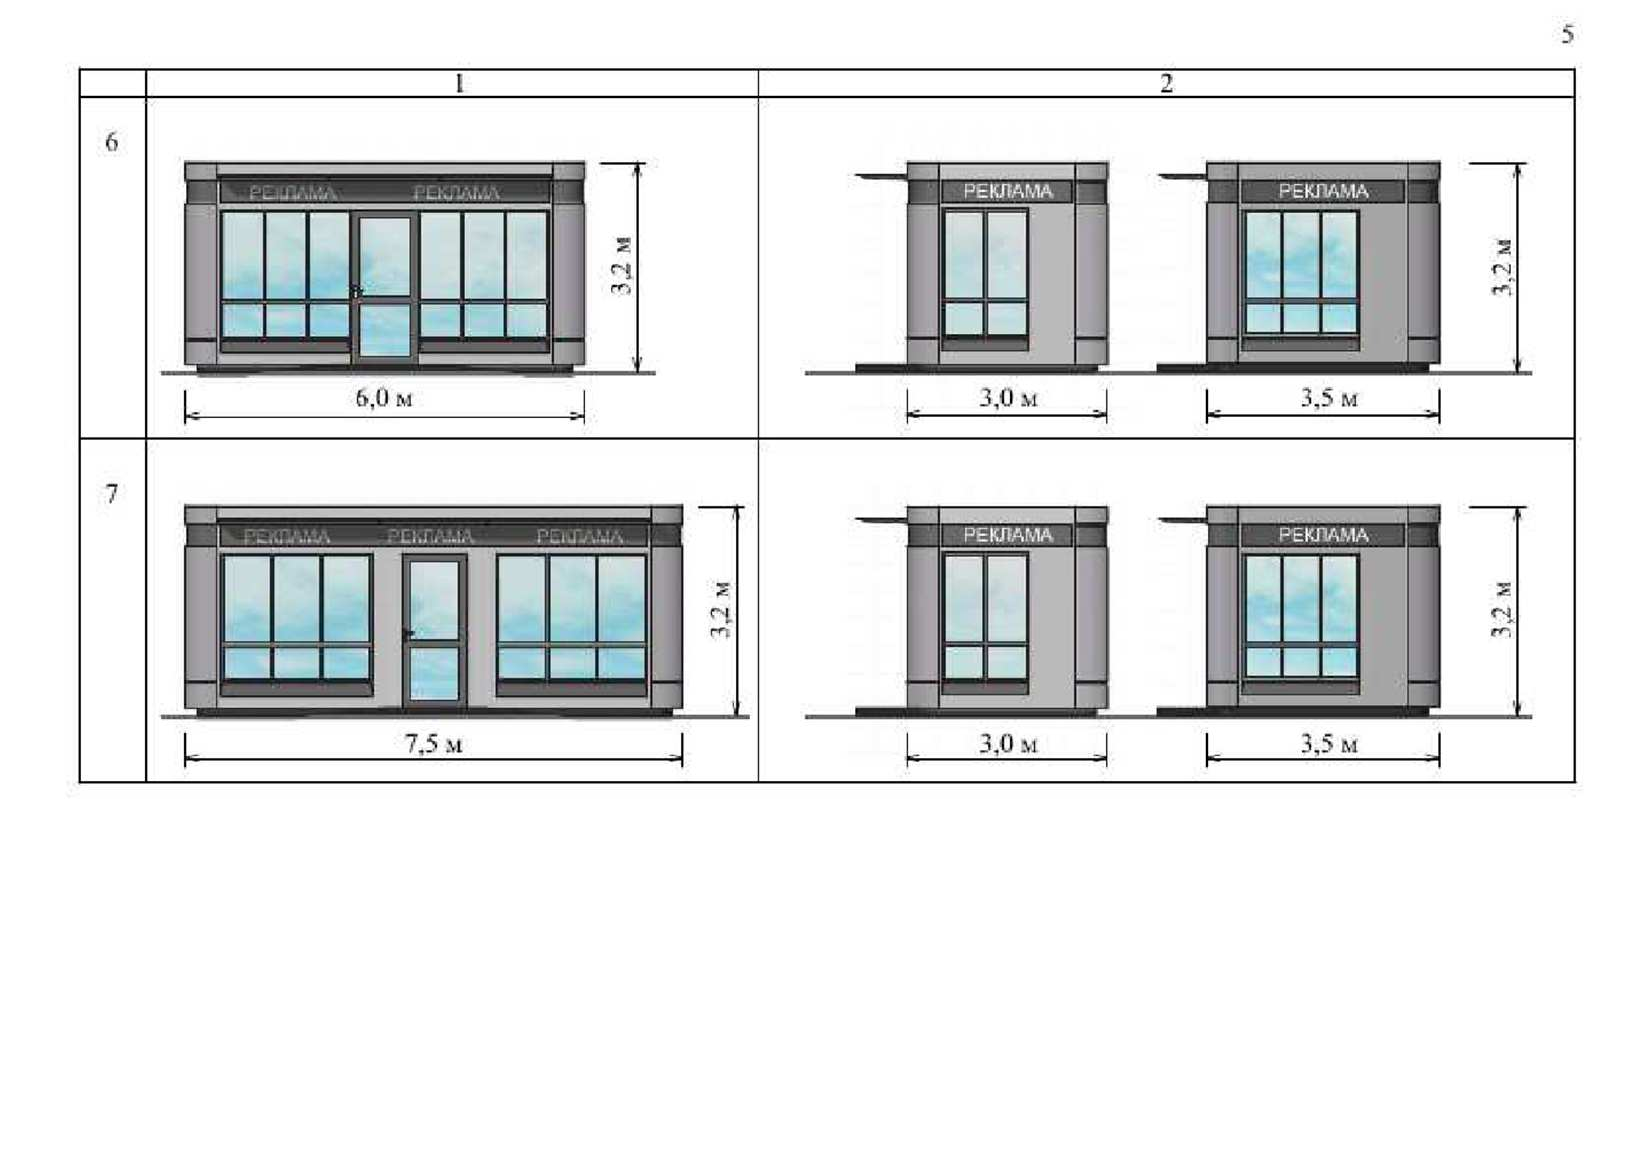 5
1 2
6
РЕКЛАМА РЕКЛАМА РЕКЛАМА РЕКЛАМА
3,2 м 3,2 м
6,0 м 3,0 м 3,5 м
7
РЕКЛАМА РЕКЛАМА РЕКЛАМА РЕКЛАМА РЕКЛАМА
3,2 м 3,2 м
7,5 м 3,0 м 3,5 м